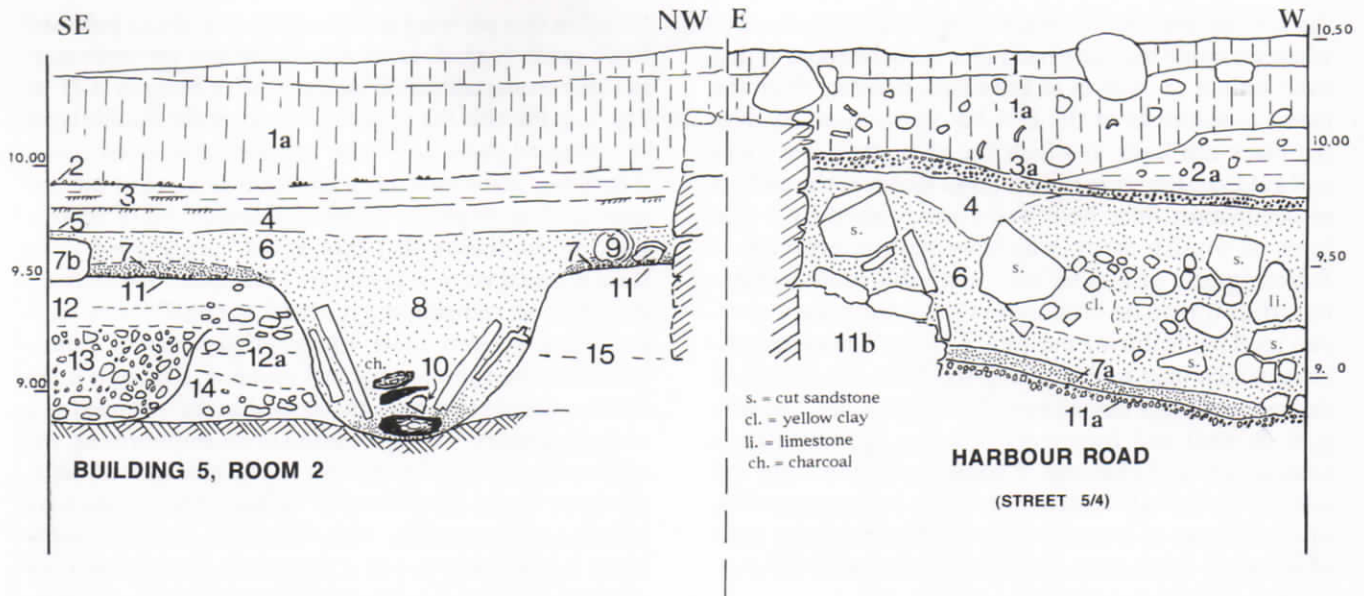 SE
NW E
W
10.50
1
1a
1a
10.00
2
3
3a
2a
10.00
5
4
4
s.
7b
7
6
7
9
9.50
11
11
6
s.
cl.
s.
li.
9.50
12
8
13
12a
ch.
10
15
11b
7a
s.
s.
9.00
14
9. 0
11a
s. = cut sandstone
cl. = yellow clay
li. = limestone
ch. = charcoal
BUILDING 5, ROOM 2
HARBOUR ROAD
(STREET 5/4)